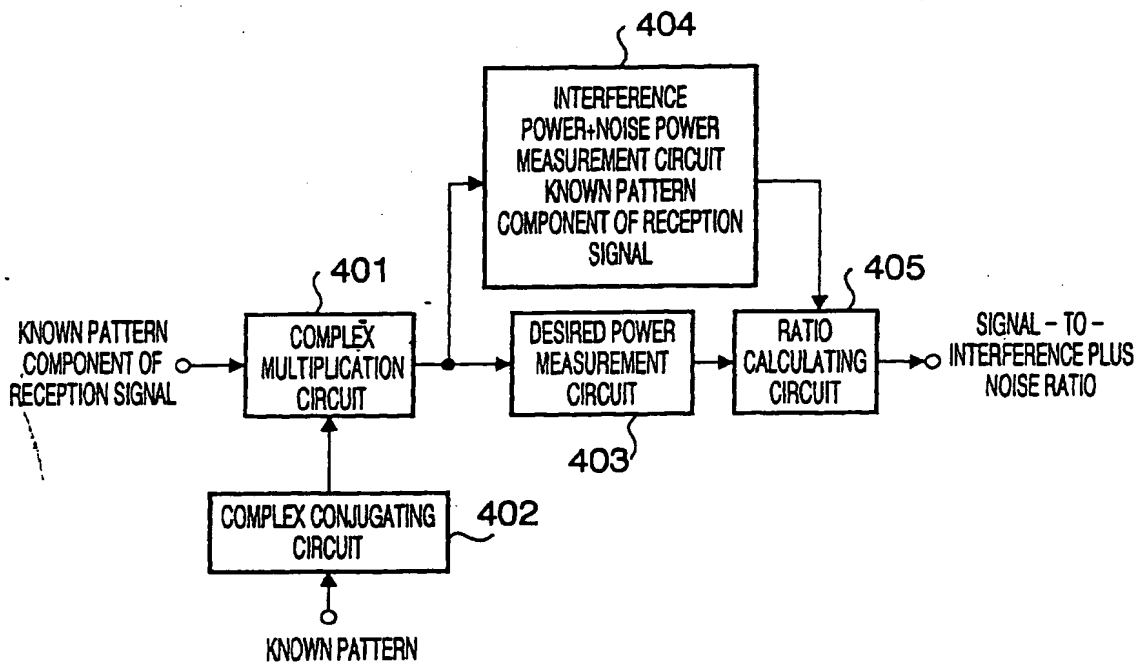 404
INTERFERENCE
POWER+NOISE POWER
MEASUREMENT CIRCUIT
KNOWN PATTERN
COMPONENT OF RECEPTION
SIGNAL
401
405
KNOWN PATTERN
COMPONENT OF
RECEPTION SIGNAL
COMPLEX
MULTIPLICATION
CIRCUIT
DESIRED POWER
MEASUREMENT
CIRCUIT
RATIO
CALCULATING
CIRCUIT
SIGNAL – TO –
INTERFERENCE PLUS
NOISE RATIO
403
COMPLEX CONJUGATING
CIRCUIT
402
KNOWN PATTERN